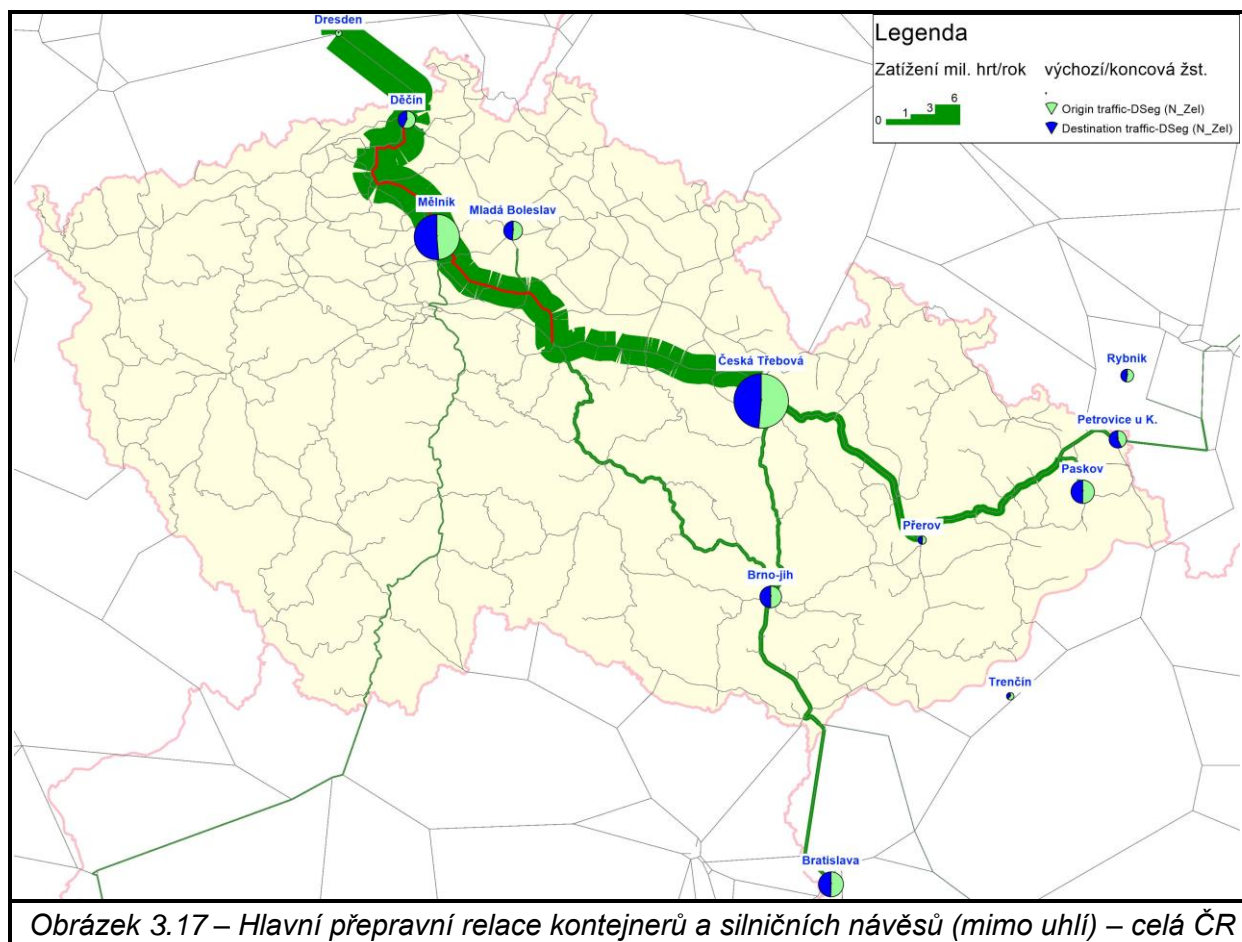 Dresden
Legenda
Zatížení mil. hrt/rok výchozí/koncová žst.
0 1 3 6
Origin traffic-DSeg (N_Zel)
Destination traffic-DSeg (N_Zel)
Děčín
Mělník
Mladá Boleslav
Česká Třebová
Rybnik
Petrovice u K.
Paskov
Přerov
Brno-jih
Trenčín
Bratislava
Obrázek 3.17 – Hlavní přepravní relace kontejnerů a silničních návěsů (mimo uhlí) – celá ČR